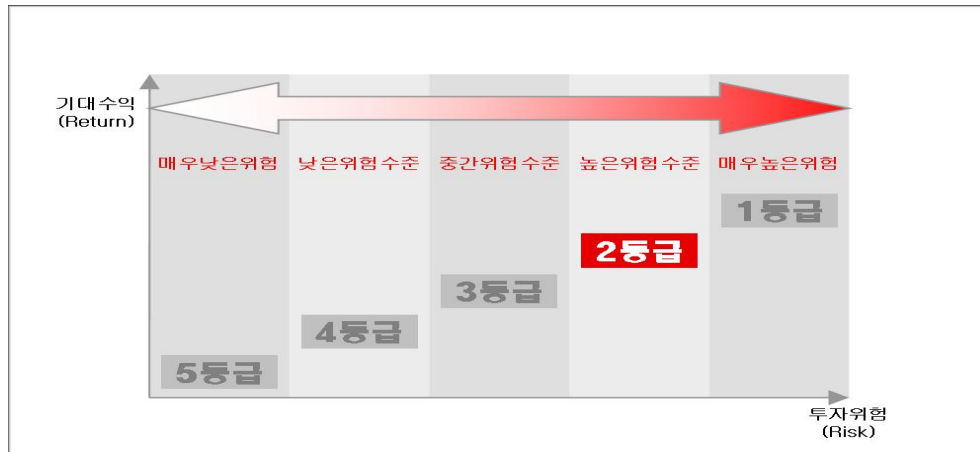 기대수익
(Return)
매우낮은위험 낮은위험수준 중간위험수준 높은위험수준 매우높은위험
1등급
2등급
3등급
4등급
5등급
투자위험
(Risk)